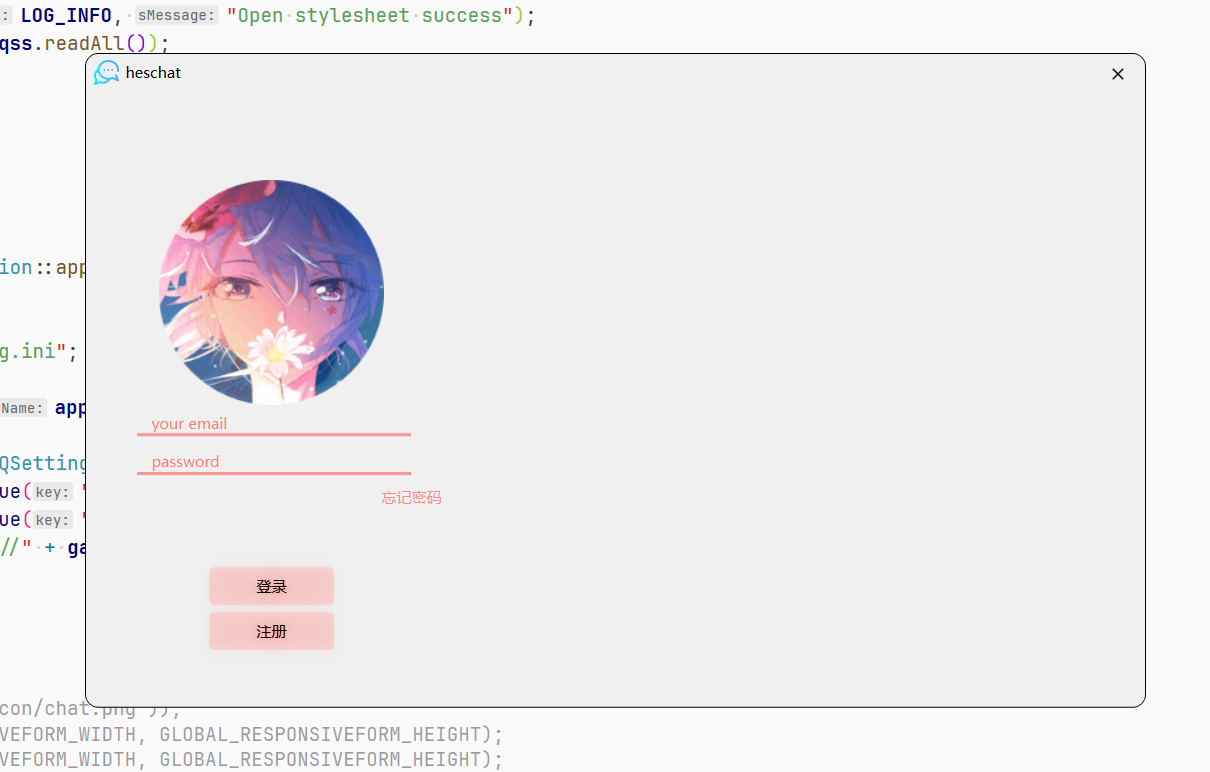 : LOG_INFO, sMessage: "Open stylesheet success");
qss.readAll());
heschat
ion::app
g.ini";
Name: app
your email
QSetting
password
ue( key: "
忘记密码
ue( key: "
//" + ga
登录
注册
con/chat.png"));
VEFORM_WIDTH, GLOBAL_RESPONSIVEFORM_HEIGHT);
VEFORM_WIDTH, GLOBAL_RESPONSIVEFORM_HEIGHT);